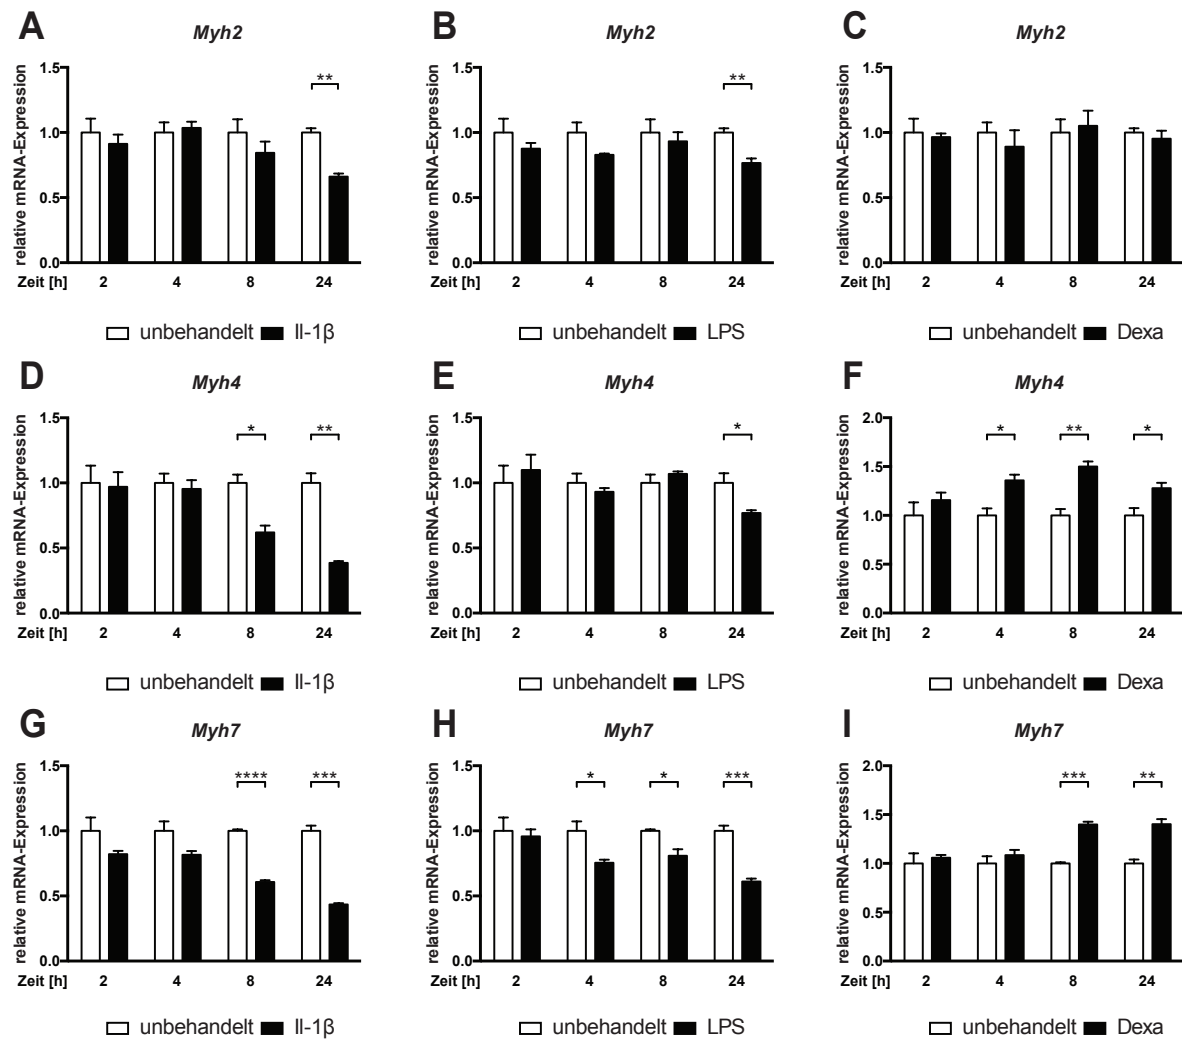 A
Myh2
relative mRNA-Expression
1.5
1.0
0.5
0.0
**
Zeit [h]
2
4
8
24
unbehandelt Il-1β
B
Myh2
relative mRNA-Expression
1.5
1.0
0.5
0.0
**
Zeit [h]
2
4
8
24
unbehandelt LPS
C
Myh2
relative mRNA-Expression
1.5
1.0
0.5
0.0
Zeit [h]
2
4
8
24
unbehandelt Dexa
D
Myh4
relative mRNA-Expression
1.5
1.0
0.5
0.0
*
**
Zeit [h]
2
4
8
24
unbehandelt Il-1β
E
Myh4
relative mRNA-Expression
1.5
1.0
0.5
0.0
*
Zeit [h]
2
4
8
24
unbehandelt LPS
F
Myh4
relative mRNA-Expression
2.0
1.5
1.0
0.5
0.0
*
**
*
Zeit [h]
2
4
8
24
unbehandelt Dexa
G
Myh7
relative mRNA-Expression
1.5
1.0
0.5
0.0
****
***
Zeit [h]
2
4
8
24
unbehandelt Il-1β
H
Myh7
relative mRNA-Expression
1.5
1.0
0.5
0.0
*
*
***
Zeit [h]
2
4
8
24
unbehandelt LPS
I
Myh7
relative mRNA-Expression
2.0
1.5
1.0
0.5
0.0
***
**
Zeit [h]
2
4
8
24
unbehandelt Dexa